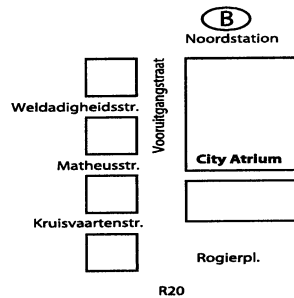 B
Noordstation
Vooruitgangstraat
Weldadigheidsstr.
City Atrium
Matheusstr.
Kruisvaartenstr.
Rogierpl.
R20